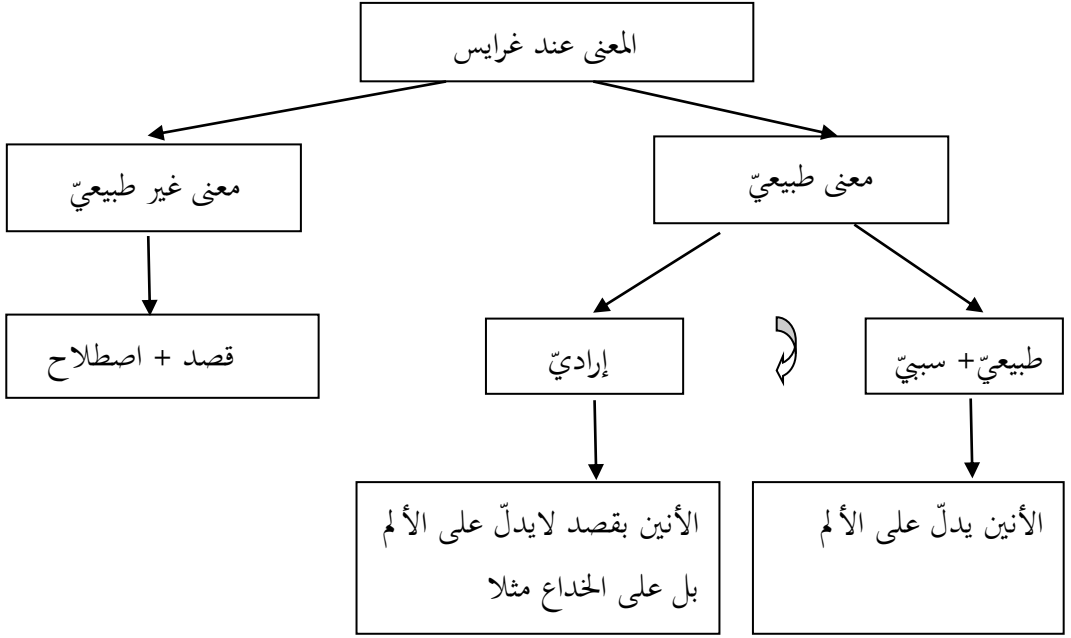 المعنى عند غرايس
معنى طبيعيّ
معنى غير طبيعيّ
طبيعيّ+ سببيّ
إراديّ
قصد + اصطلاح
الأنين يدلّ على الألم
الأنين بقصد لايدلّ على الألم
بل على الخداع مثلا